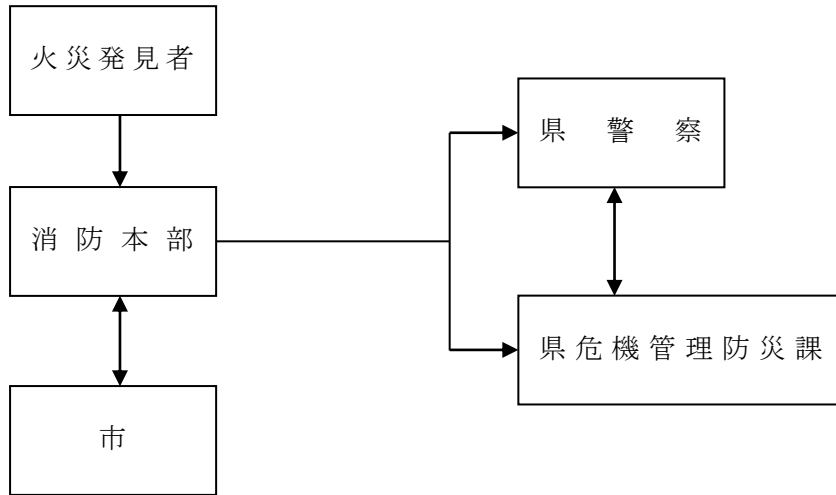 火災発見者
県警察
消防本部
県危機管理防災課
市